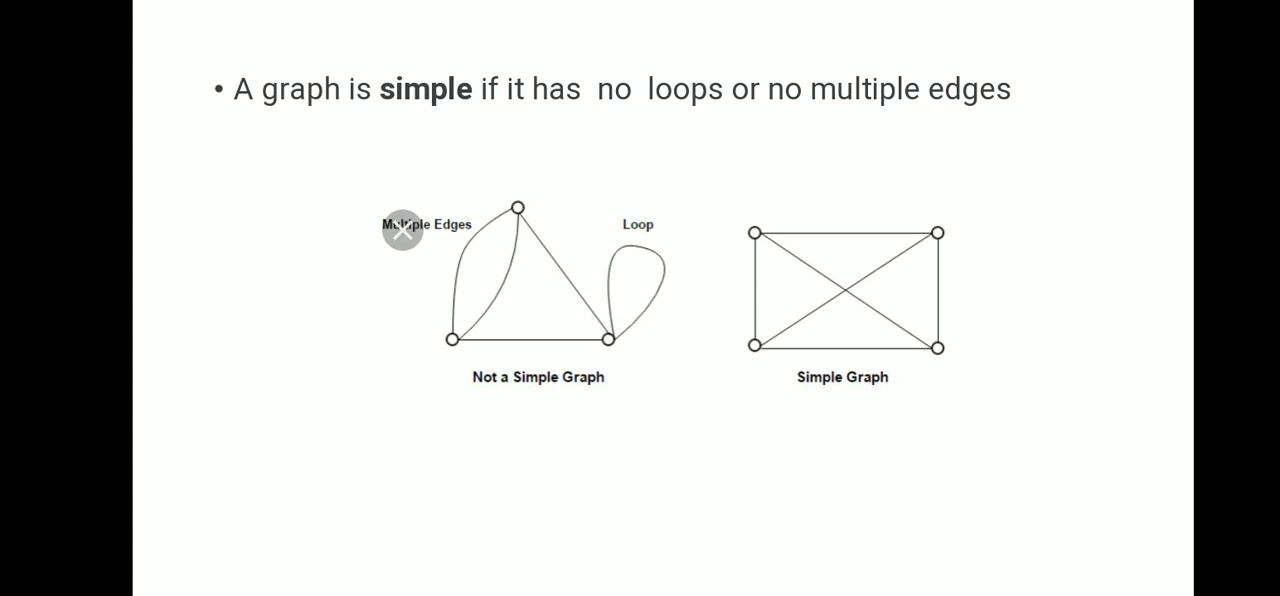 • A graph is simple if it has no loops or no multiple edges
Multiple Edges
Loop
Not a Simple Graph
Simple Graph